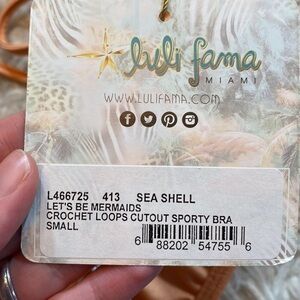 luli fama
MIAMI
WWW.LULIFAMA.COM
L466725 413 SEA SHELL
LET'S BE MERMAIDS
CROCHET LOOPS CUTOUT SPORTY BRA
SMALL
6 88202 54755 6